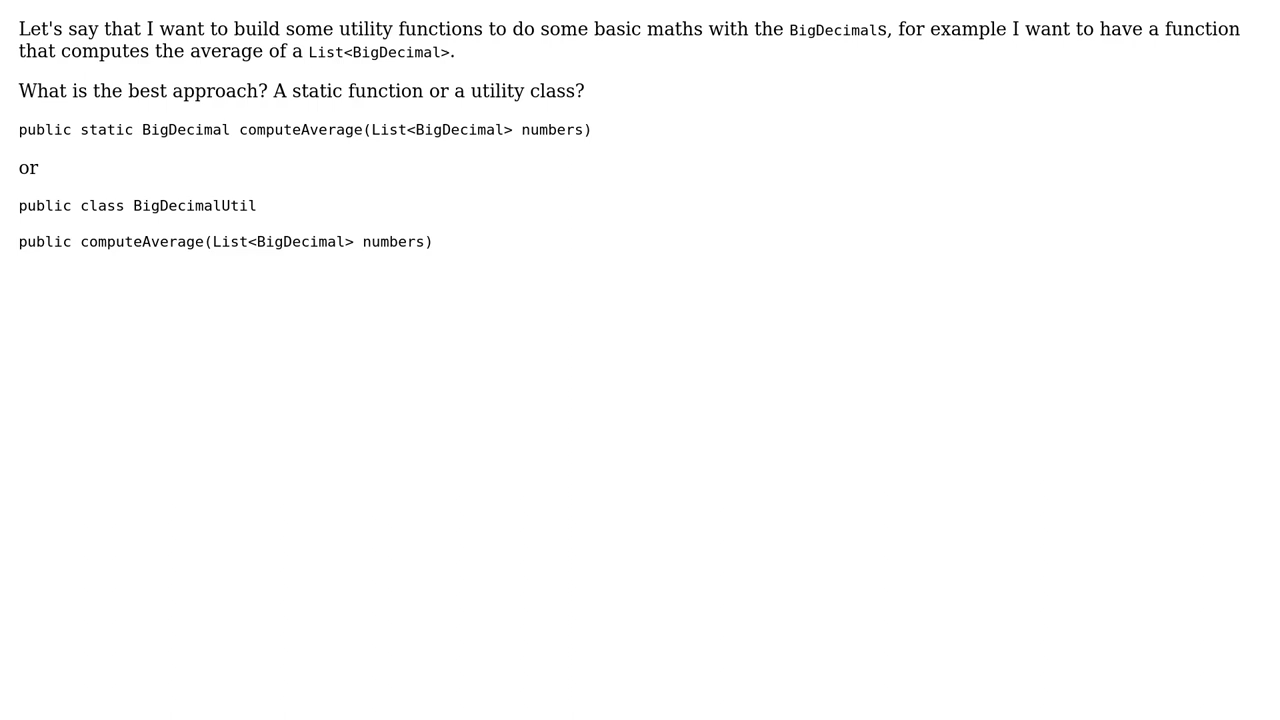 Let's say that I want to build some utility functions to do some basic maths with the BigDecimals, for example I want to have a function
that computes the average of a List<BigDecimal>.
What is the best approach? A static function or a utility class?
public static BigDecimal computeAverage(List<BigDecimal> numbers)
or
public class BigDecimalUtil
public computeAverage(List<BigDecimal> numbers)